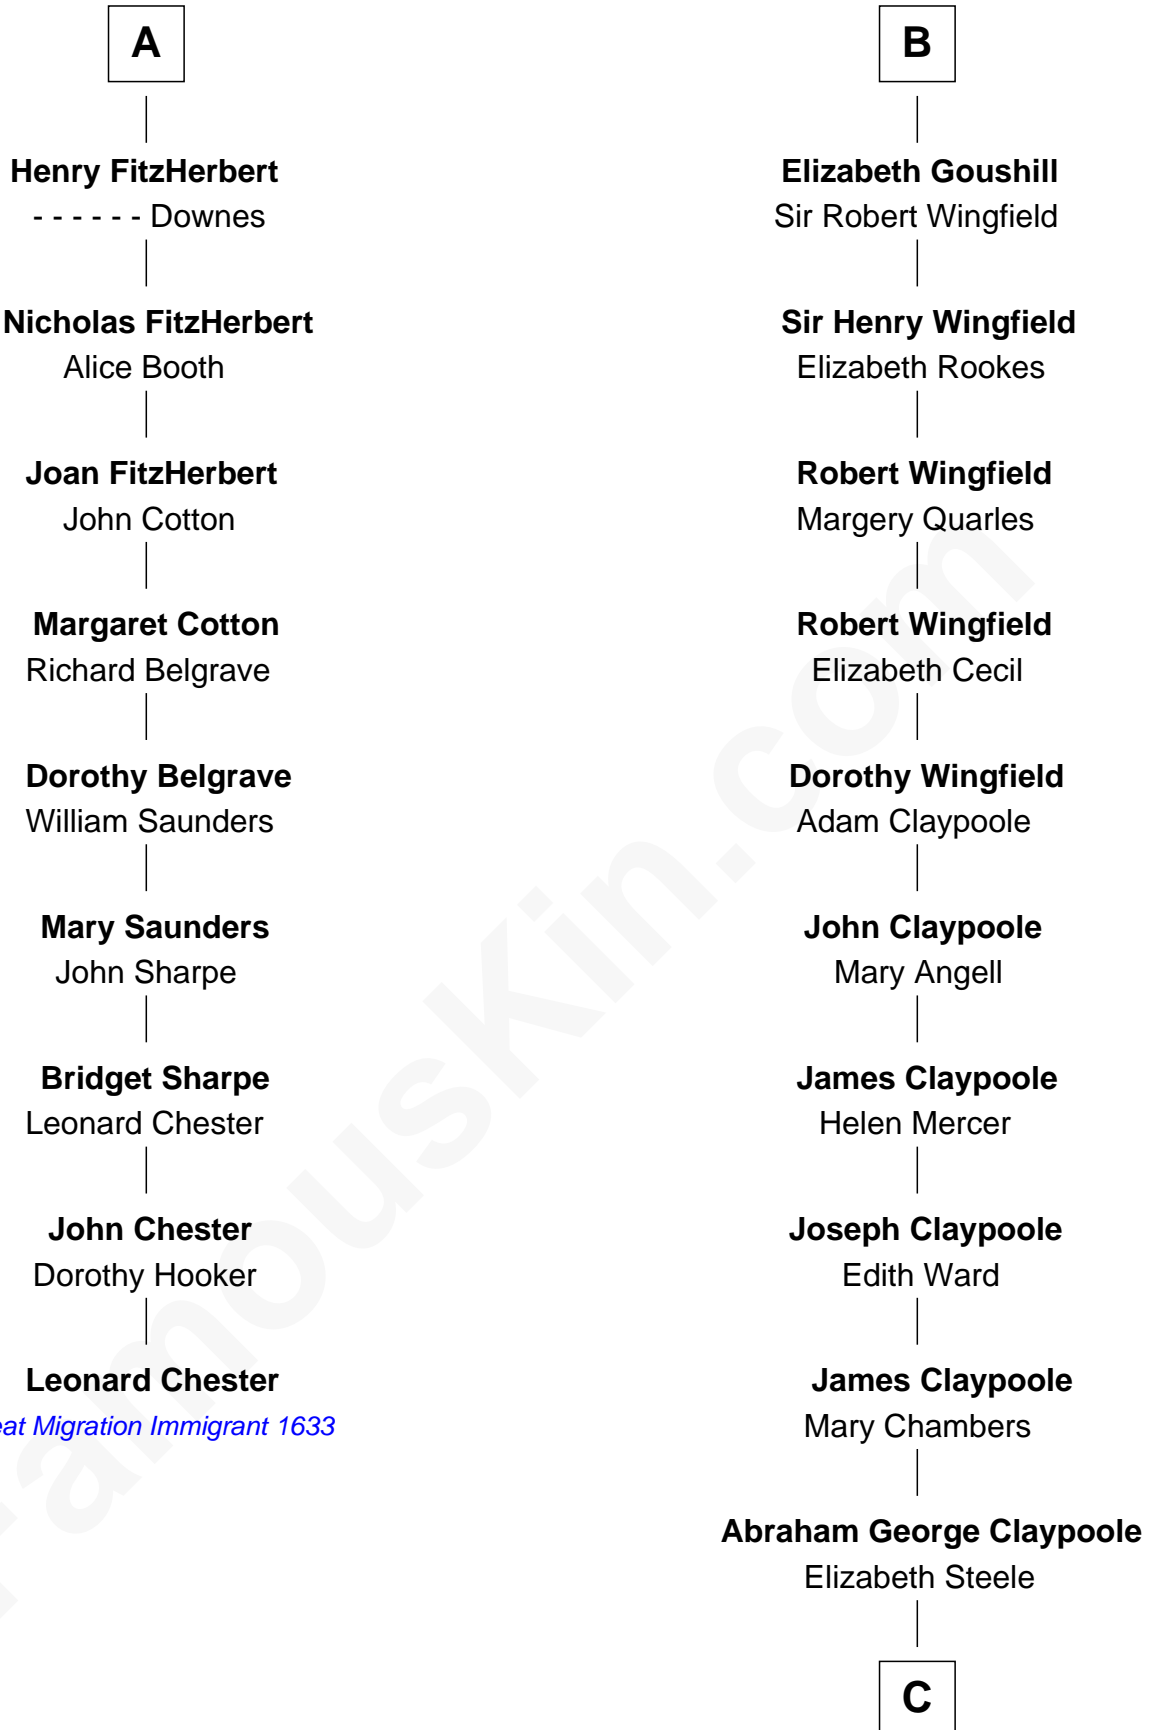 A
Henry FitzHerbert
- - - - - - Downes
Nicholas FitzHerbert
Alice Booth
Joan FitzHerbert
John Cotton
Margaret Cotton
Richard Belgrave
Dorothy Belgrave
William Saunders
Mary Saunders
John Sharpe
Bridget Sharpe
Leonard Chester
John Chester
Dorothy Hooker
Leonard Chester
eat Migration Immigrant 1633
B
Elizabeth Goushill
Sir Robert Wingfield
Sir Henry Wingfield
Elizabeth Rookes
Robert Wingfield
Margery Quarles
Robert Wingfield
Elizabeth Cecil
Dorothy Wingfield
Adam Claypoole
John Claypoole
Mary Angell
James Claypoole
Helen Mercer
Joseph Claypoole
Edith Ward
James Claypoole
Mary Chambers
Abraham George Claypoole
Elizabeth Steele
C
FamousKin.com